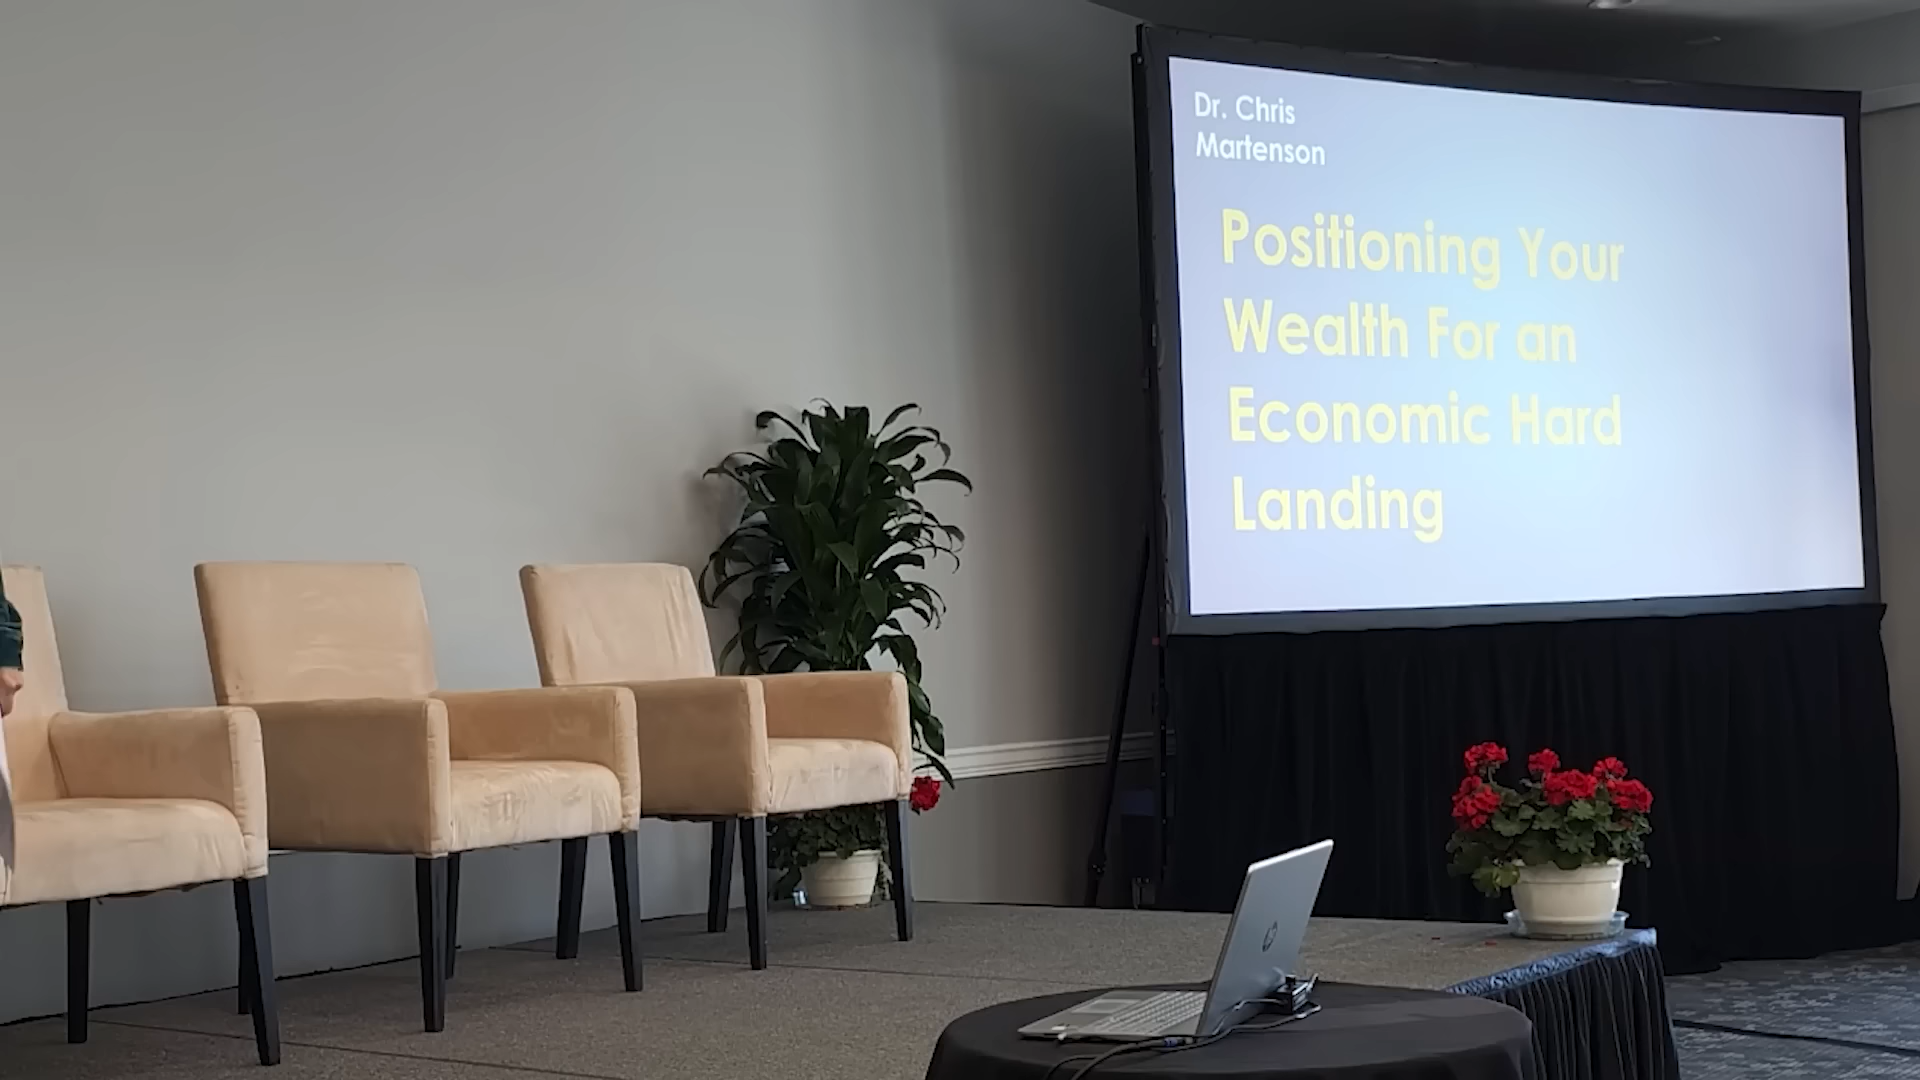 Dr. Chris
Martenson
Positioning Your
Wealth For an
Economic Hard
Landing